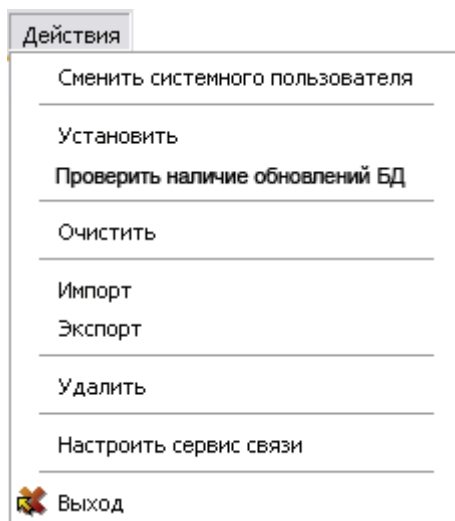 Действия
Сменить системного пользователя
Установить
Проверить наличие обновлений БД
Очистить
Импорт
Экспорт
Удалить
Настроить сервис связи
Выход